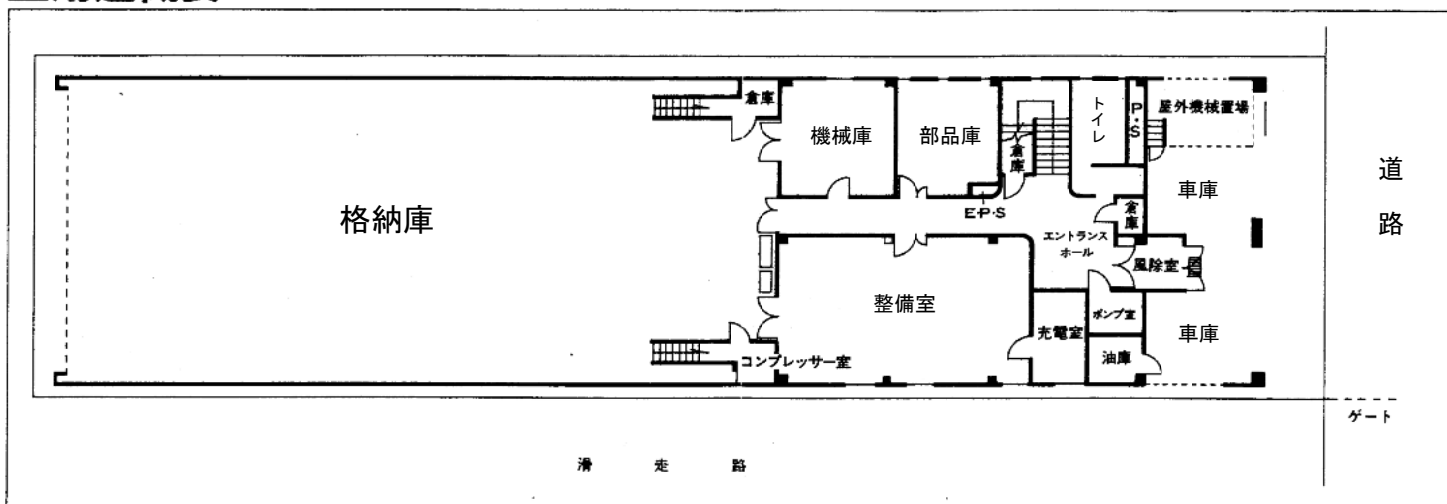 倉庫
機械庫
部品庫
倉庫
トイレ
P・S
屋外機械置場
道路
車庫
格納庫
E・P・S
倉庫
エントランス
ホール
風除室
整備室
ポンプ室
充電室
車庫
コンプレッサー室
油庫
ゲート
滑走路